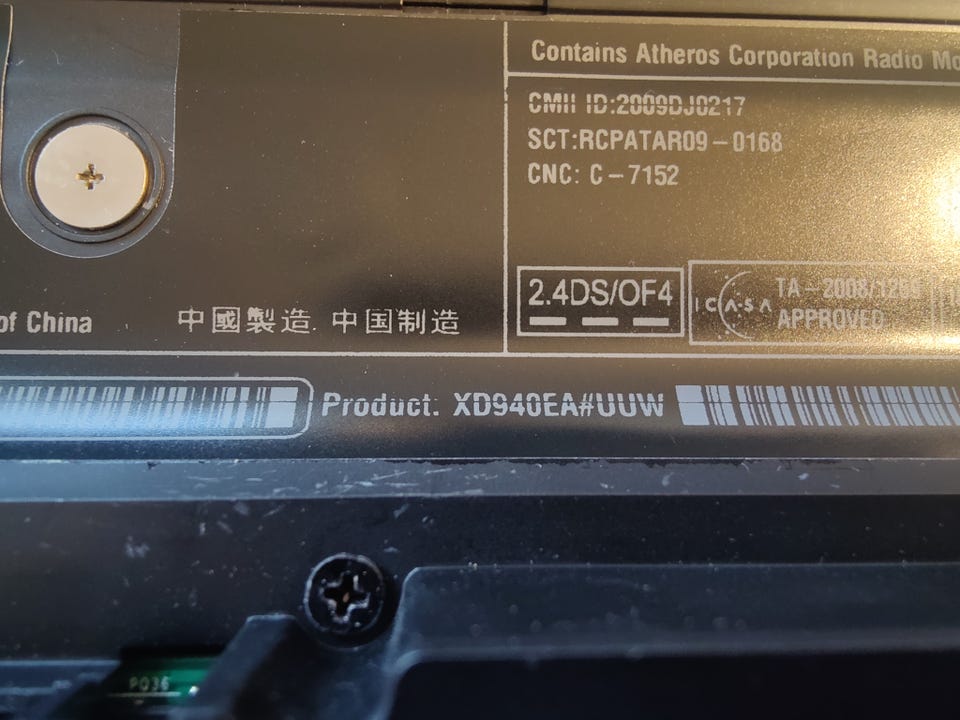 Contains Atheros Corporation Radio
CMII ID:2009DJ0217
SCT:RCPATAR09-0168
CNC: C-7152
2.4DS/OF4
ICASA
APPROVED
of China
中國製造. 中国制造
Product: XD940EA#UUW
PQ36